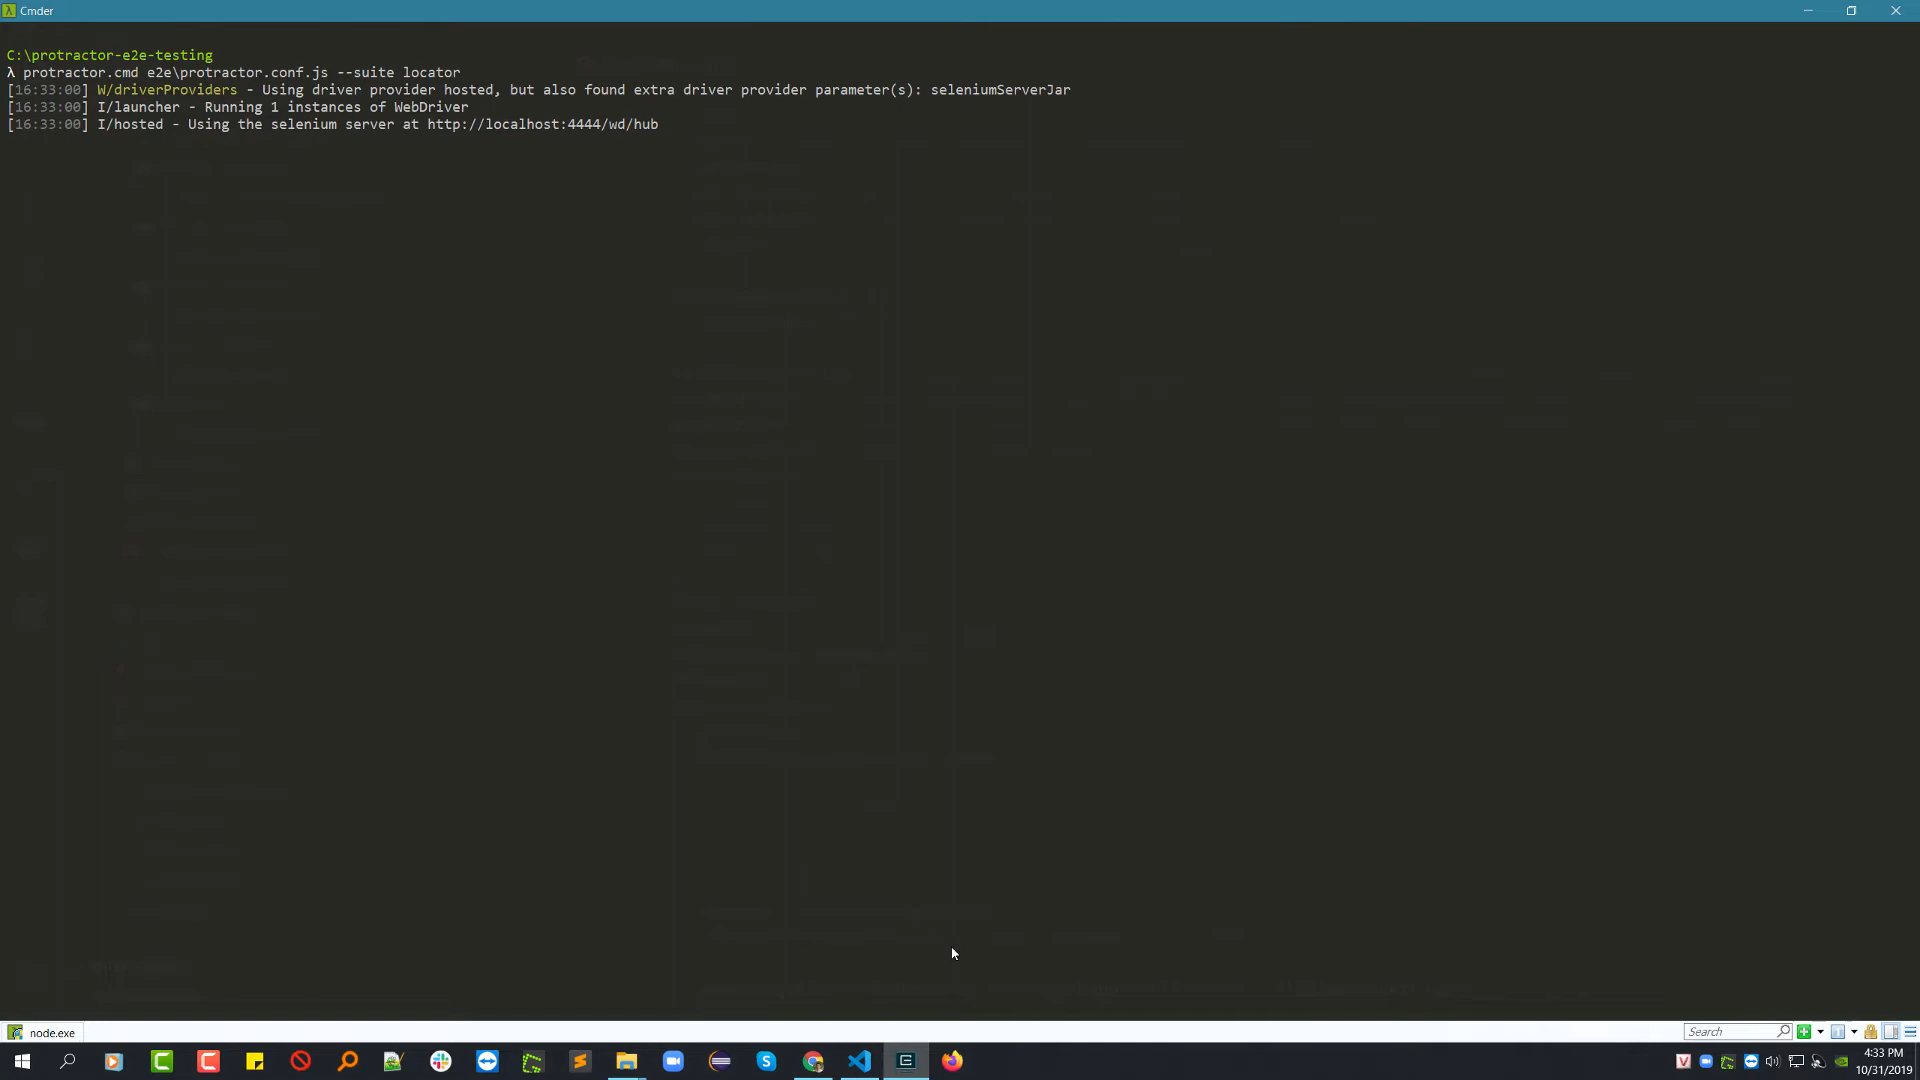 Cmder
C:\protractor-e2e-testing
λ protractor.cmd e2e\protractor.conf.js --suite locator
[16:33:00] W/driverProviders - Using driver provider hosted, but also found extra driver provider parameter(s): seleniumServerJar
[16:33:00] I/launcher - Running 1 instances of WebDriver
[16:33:00] I/hosted - Using the selenium server at http://localhost:4444/wd/hub
node.exe
Search
4:33 PM
10/31/2019